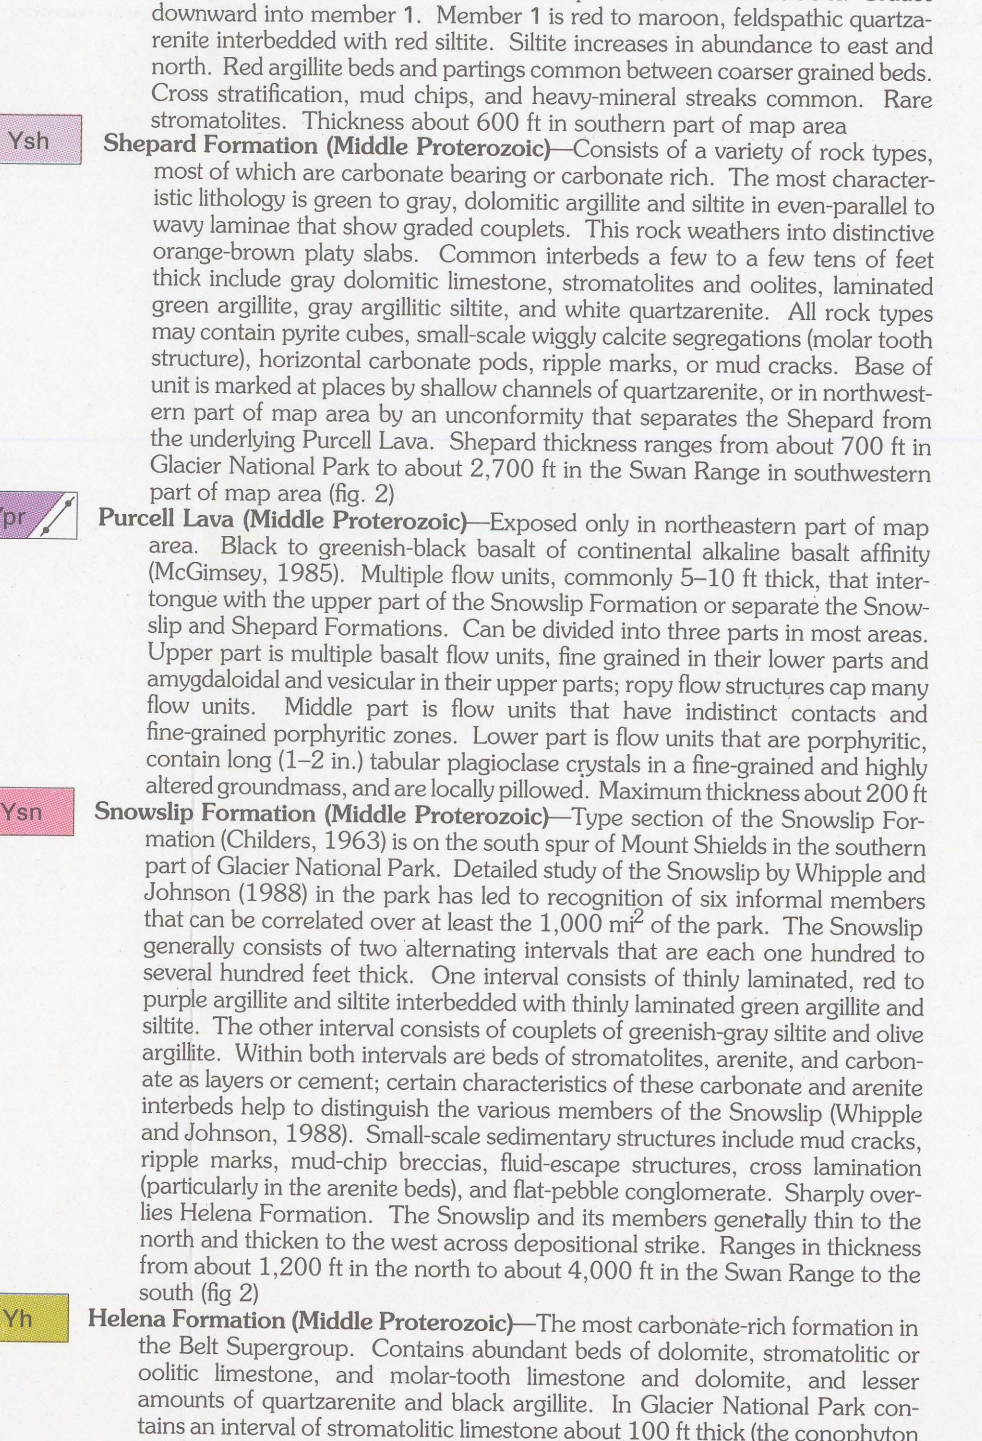 downward into member 1. Member 1 is red to maroon, feldspathic quartza-
renite interbedded with red siltite. Siltite increases in abundance to east and
north. Red argillite beds and partings common between coarser grained beds.
Cross stratification, mud chips, and heavy-mineral streaks common. Rare
stromatolites. Thickness about 600 ft in southern part of map area
Ysh
Shepard Formation (Middle Proterozoic)—Consists of a variety of rock types,
most of which are carbonate bearing or carbonate rich. The most character-
istic lithology is green to gray, dolomitic argillite and siltite in even-parallel to
wavy laminae that show graded couplets. This rock weathers into distinctive
orange-brown platy slabs. Common interbeds a few to a few tens of feet
thick include gray dolomitic limestone, stromatolites and oolites, laminated
green argillite, gray argillitic siltite, and white quartzarenite. All rock types
may contain pyrite cubes, small-scale wiggly calcite segregations (molar tooth
structure), horizontal carbonate pods, ripple marks, or mud cracks. Base of
unit is marked at places by shallow channels of quartzarenite, or in northwest-
ern part of map area by an unconformity that separates the Shepard from
the underlying Purcell Lava. Shepard thickness ranges from about 700 ft in
Glacier National Park to about 2,700 ft in the Swan Range in southwestern
part of map area (fig. 2)
Ypr
Purcell Lava (Middle Proterozoic)—Exposed only in northeastern part of map
area. Black to greenish-black basalt of continental alkaline basalt affinity
(McGimsey, 1985). Multiple flow units, commonly 5–10 ft thick, that inter-
tongue with the upper part of the Snowslip Formation or separate the Snow-
slip and Shepard Formations. Can be divided into three parts in most areas.
Upper part is multiple basalt flow units, fine grained in their lower parts and
amygdaloidal and vesicular in their upper parts; ropy flow structures cap many
flow units. Middle part is flow units that have indistinct contacts and
fine-grained porphyritic zones. Lower part is flow units that are porphyritic,
contain long (1–2 in.) tabular plagioclase crystals in a fine-grained and highly
altered groundmass, and are locally pillowed. Maximum thickness about 200 ft
Ysn
Snowslip Formation (Middle Proterozoic)—Type section of the Snowslip For-
mation (Childers, 1963) is on the south spur of Mount Shields in the southern
part of Glacier National Park. Detailed study of the Snowslip by Whipple and
Johnson (1988) in the park has led to recognition of six informal members
that can be correlated over at least the 1,000 mi² of the park. The Snowslip
generally consists of two alternating intervals that are each one hundred to
several hundred feet thick. One interval consists of thinly laminated, red to
purple argillite and siltite interbedded with thinly laminated green argillite and
siltite. The other interval consists of couplets of greenish-gray siltite and olive
argillite. Within both intervals are beds of stromatolites, arenite, and carbon-
ate as layers or cement; certain characteristics of these carbonate and arenite
interbeds help to distinguish the various members of the Snowslip (Whipple
and Johnson, 1988). Small-scale sedimentary structures include mud cracks,
ripple marks, mud-chip breccias, fluid-escape structures, cross lamination
(particularly in the arenite beds), and flat-pebble conglomerate. Sharply over-
lies Helena Formation. The Snowslip and its members generally thin to the
north and thicken to the west across depositional strike. Ranges in thickness
from about 1,200 ft in the north to about 4,000 ft in the Swan Range to the
south (fig 2)
Yh
Helena Formation (Middle Proterozoic)—The most carbonate-rich formation in
the Belt Supergroup. Contains abundant beds of dolomite, stromatolitic or
oolitic limestone, and molar-tooth limestone and dolomite, and lesser
amounts of quartzarenite and black argillite. In Glacier National Park con-
tains an interval of stromatolitic limestone about 100 ft thick (the conophyton